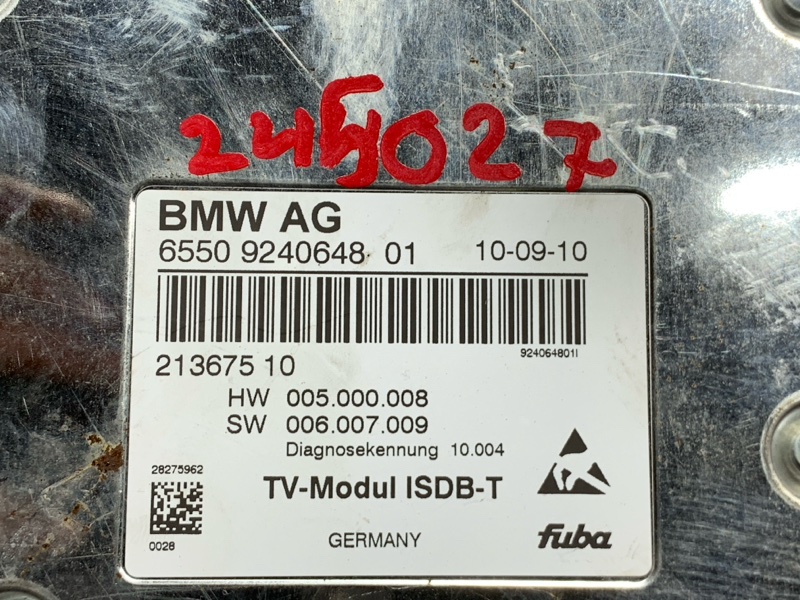 245027
BMW AG
6550 9240648 01 10-09-10
924064801I
213675 10
HW 005.000.008
SW 006.007.009
Diagnosekennung 10.004
28275962
TV-Modul ISDB-T
0028
GERMANY
fuba